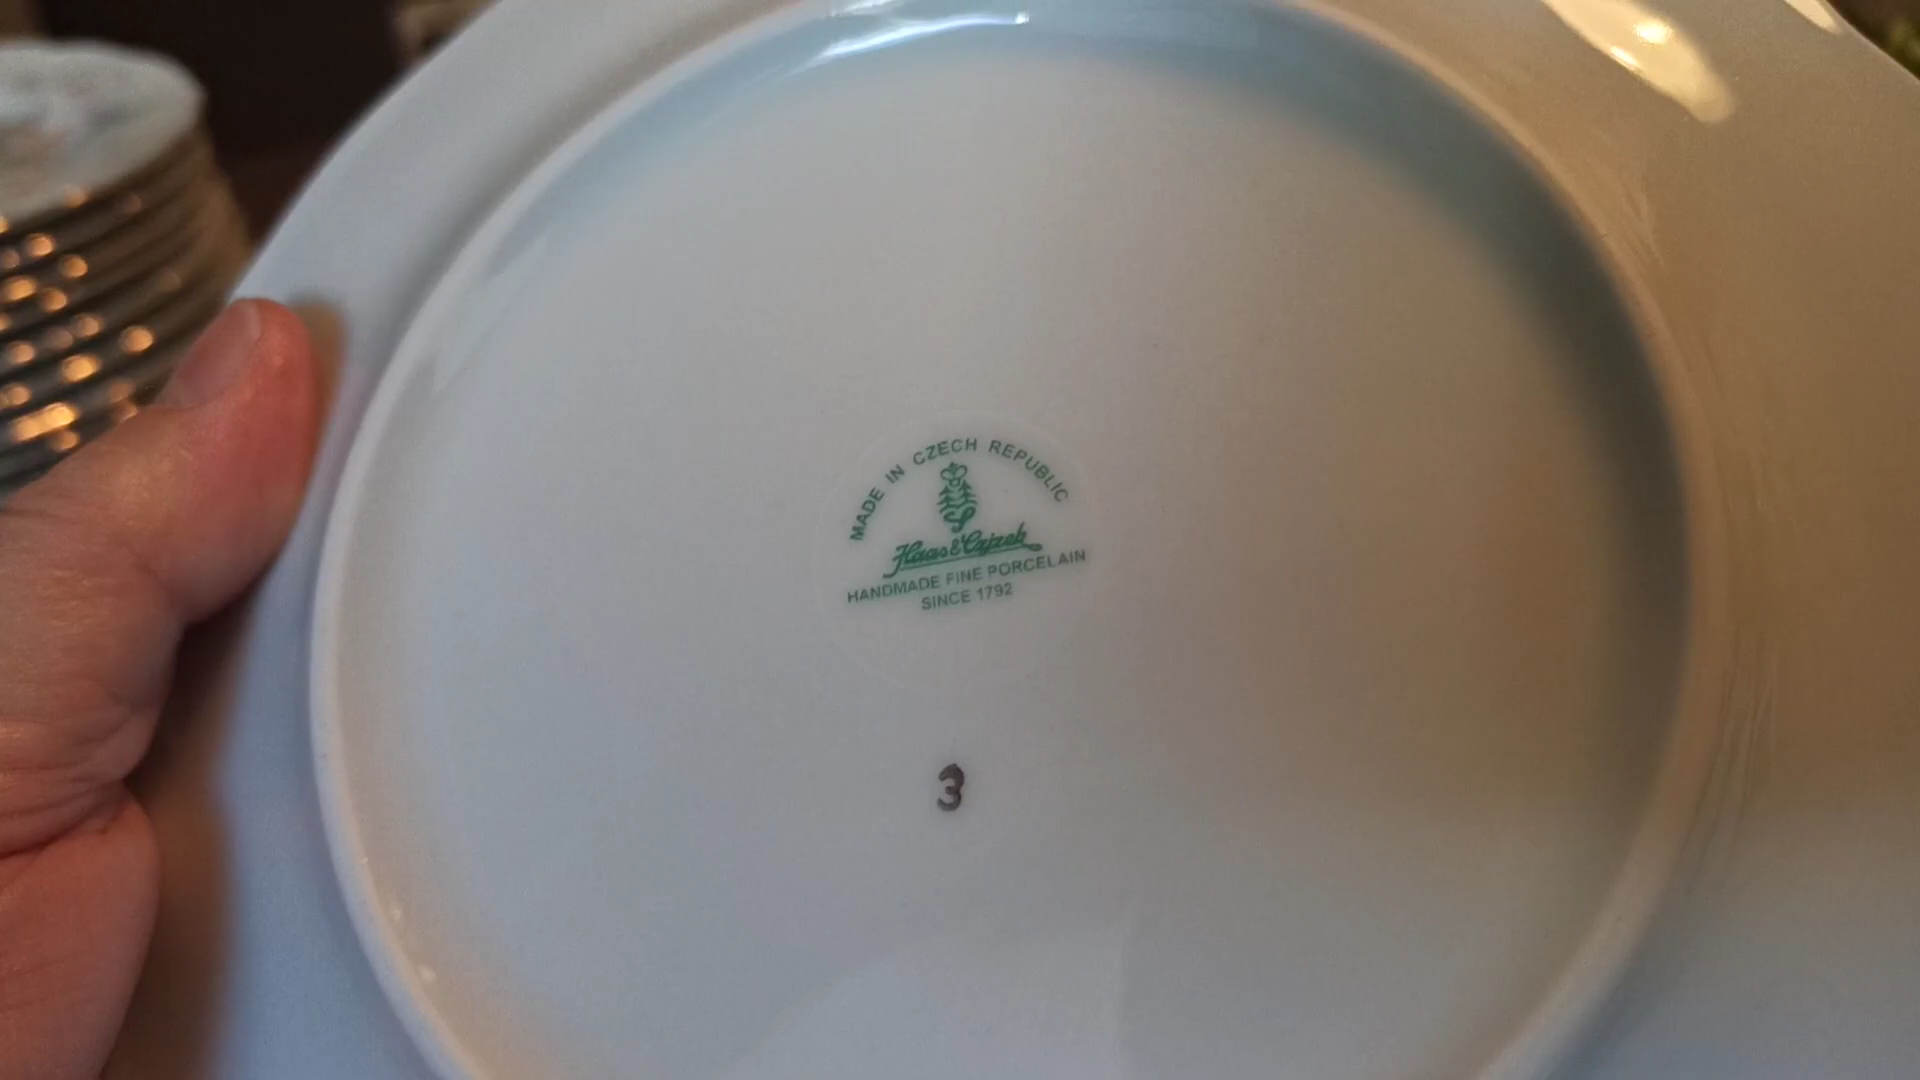 MADE IN CZECH REPUBLIC
Haas & Czjzek
HANDMADE FINE PORCELAIN
SINCE 1792
3